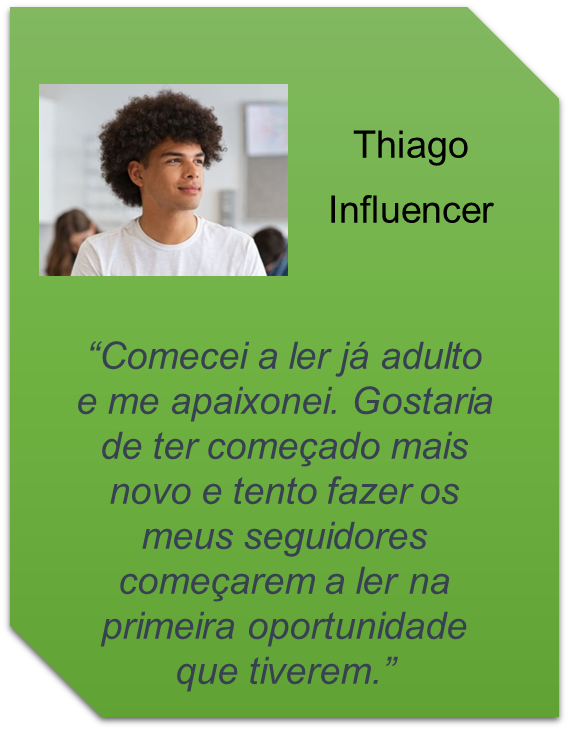 Thiago
Influencer
“Comecei a ler já adulto
e me apaixonei. Gostaria
de ter começado mais
novo e tento fazer os
meus seguidores
começarem a ler na
primeira oportunidade
que tiverem.”